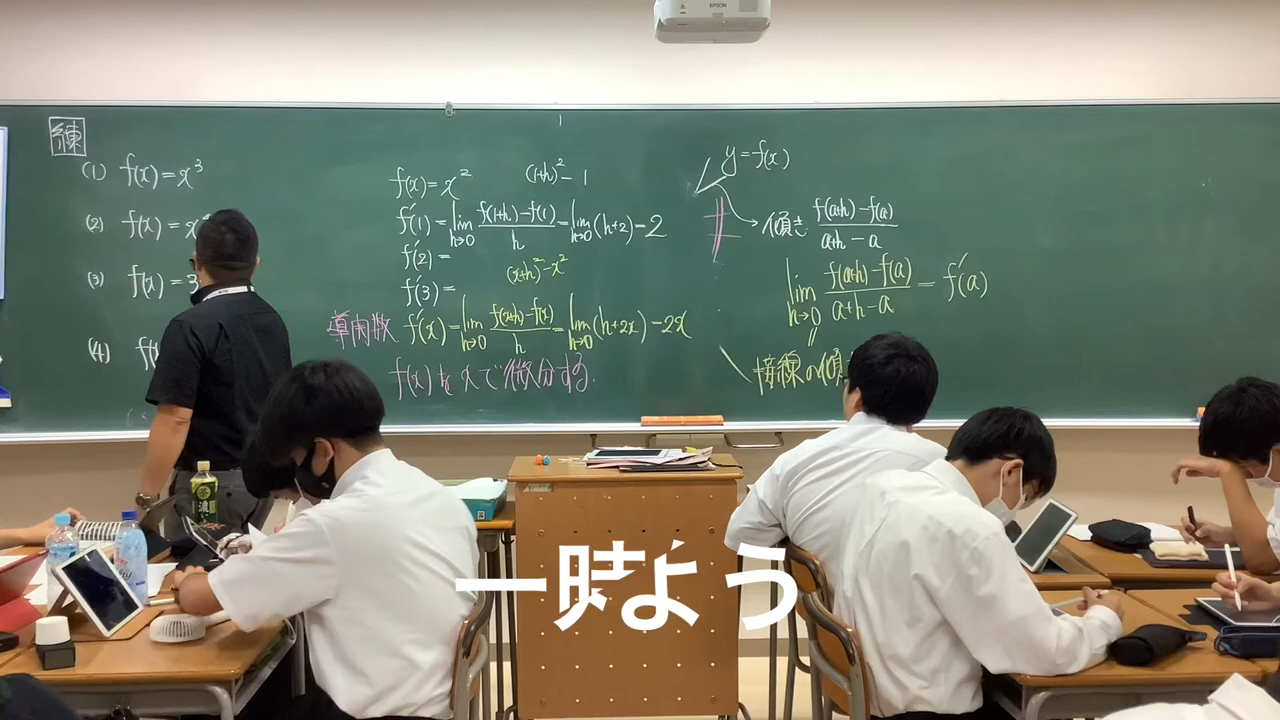 EPSON
練
(1) f(x)=x³
(2) f(x)=x
(3) f(x)=3
(4) f
f(x)=x²
(1+h)²-1
f'(1)=lim h→0 f(1+h)-f(1)/h=lim h→0 (h+2)=2
f'(2)=
(x+h)²-x²
f'(3)=
導関数 f'(x)=lim h→0 f(x+h)-f(x)/h=lim h→0 (h+2x)=2x
f(x)をxで微分する.
y=f(x)
傾き f(a+h)-f(a)/a+h-a
lim h→0 f(a+h)-f(a)/a+h-a=f'(a)
接線の傾
濃い
一時よう